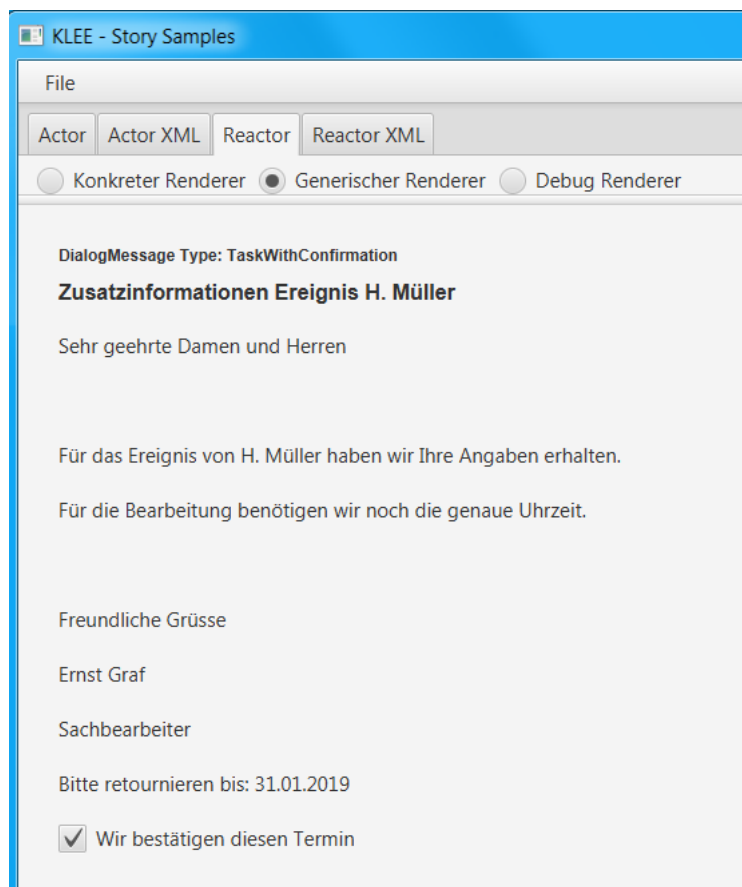 KLEE - Story Samples
File
Actor Actor XML Reactor Reactor XML
Konkreter Renderer Generischer Renderer Debug Renderer
DialogMessage Type: TaskWithConfirmation
Zusatzinformationen Ereignis H. Müller
Sehr geehrte Damen und Herren
Für das Ereignis von H. Müller haben wir Ihre Angaben erhalten.
Für die Bearbeitung benötigen wir noch die genaue Uhrzeit.
Freundliche Grüsse
Ernst Graf
Sachbearbeiter
Bitte retournieren bis: 31.01.2019
Wir bestätigen diesen Termin